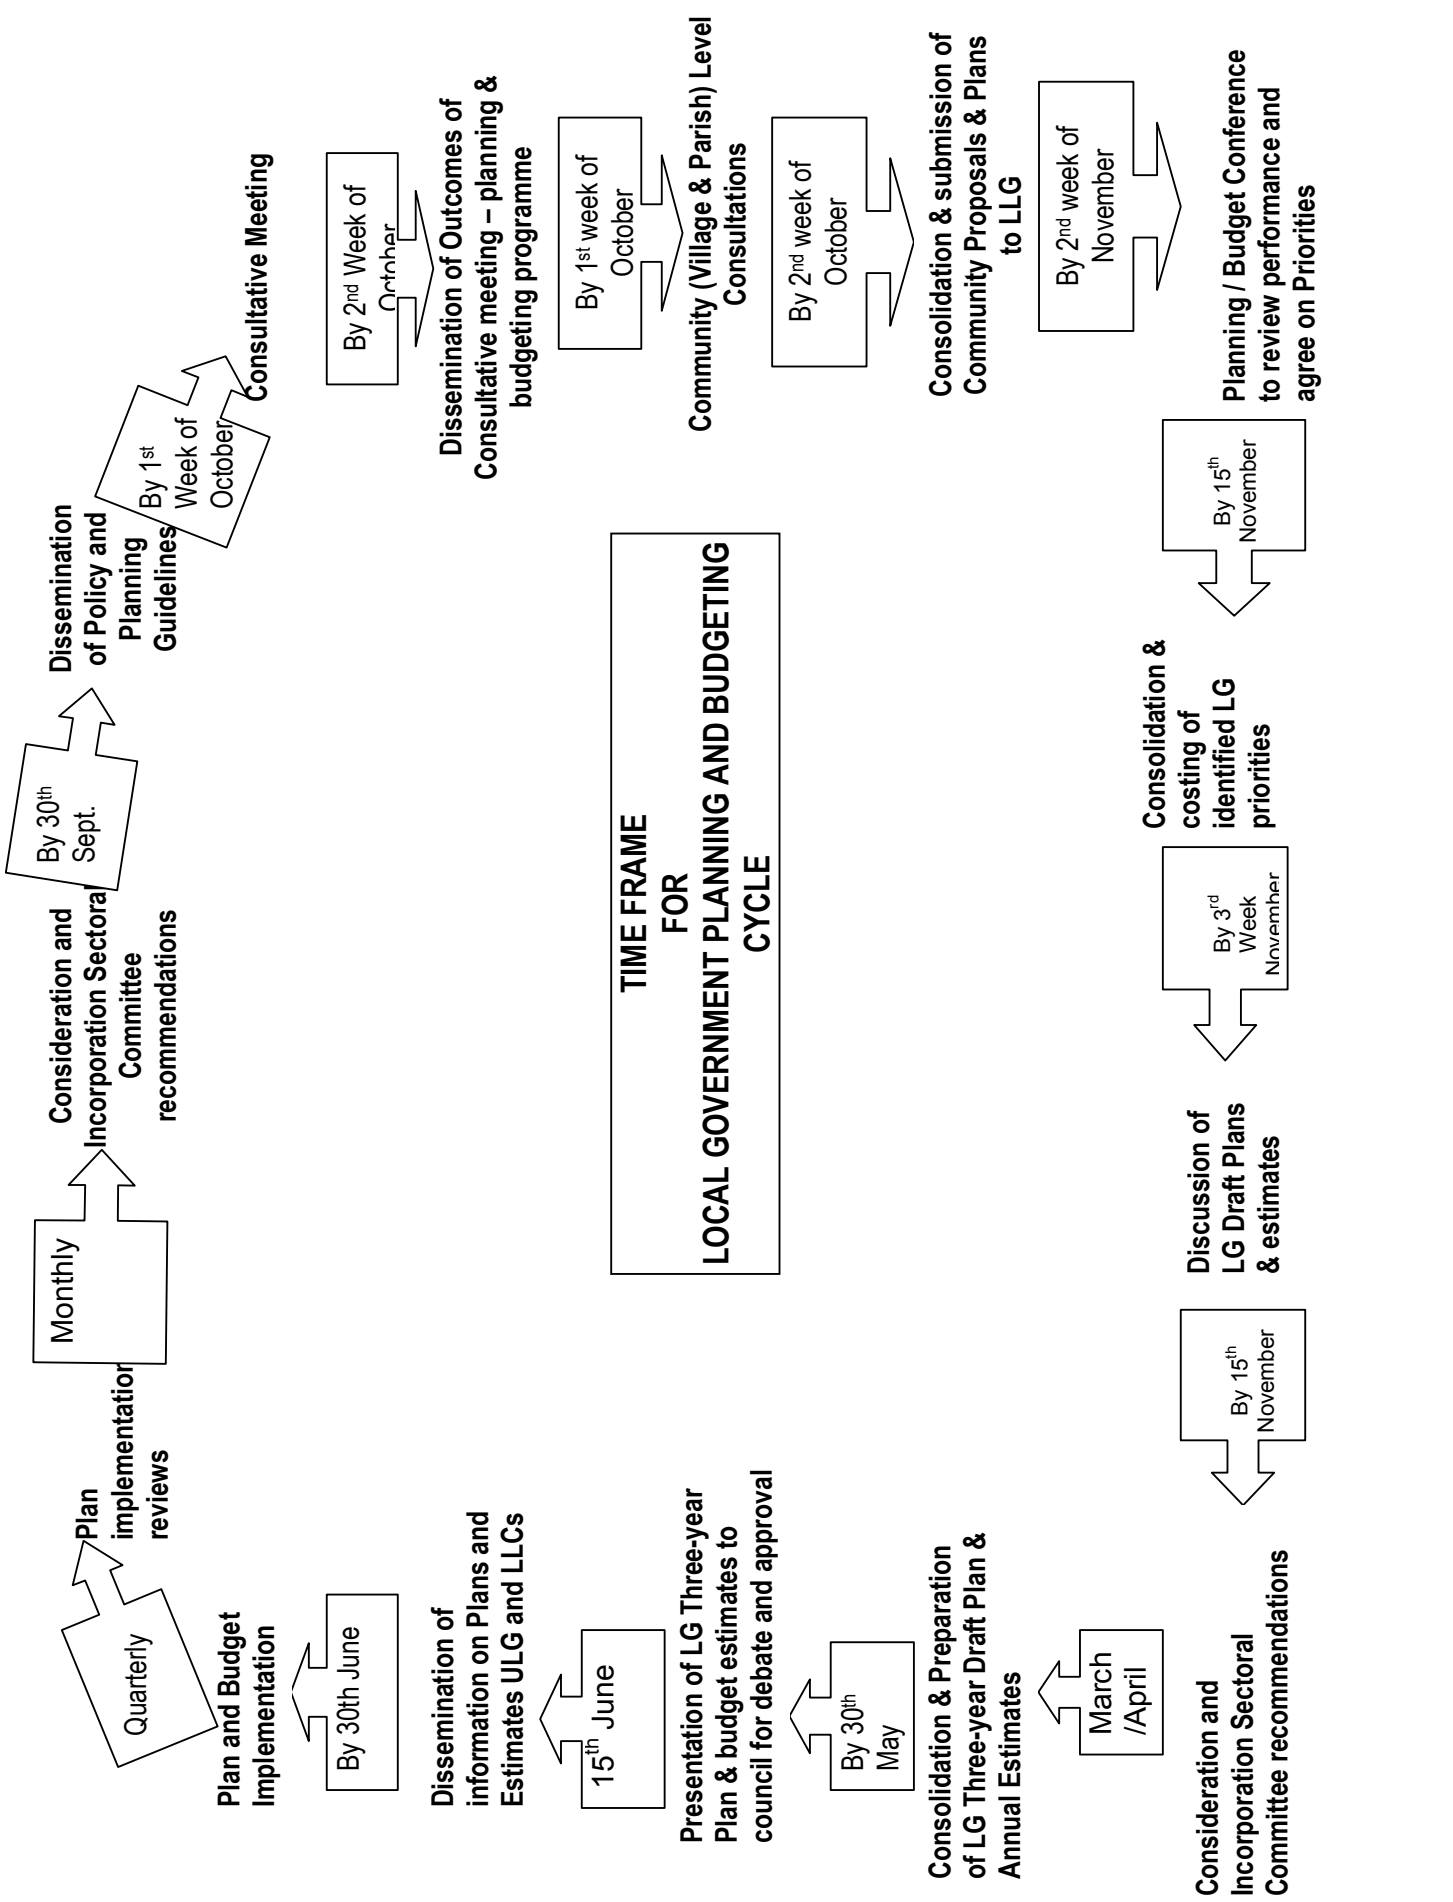 TIME FRAME
FOR
LOCAL GOVERNMENT PLANNING AND BUDGETING
CYCLE
Dissemination
of Policy and
Planning
Guidelines
By 1st
Week of
October
Consultative Meeting
By 2nd Week of
October
Dissemination of Outcomes of
Consultative meeting – planning &
budgeting programme
By 1st week of
October
Community (Village & Parish) Level
Consultations
By 2nd week of
October
Consolidation & submission of
Community Proposals & Plans
to LLG
By 2nd week of
November
Planning / Budget Conference
to review performance and
agree on Priorities
By 15th
November
Consolidation &
costing of
identified LG
priorities
By 3rd
Week
November
Discussion of
LG Draft Plans
& estimates
By 15th
November
Consideration and
Incorporation Sectoral
Committee recommendations
March
/April
Consolidation & Preparation
of LG Three-year Draft Plan &
Annual Estimates
By 30th
May
Presentation of LG Three-year
Plan & budget estimates to
council for debate and approval
15th June
Dissemination of
information on Plans and
Estimates ULG and LLCs
By 30th June
Plan and Budget
Implementation
Quarterly
Plan
implementation
reviews
Monthly
Consideration and
Incorporation Sectoral
Committee
recommendations
By 30th
Sept.